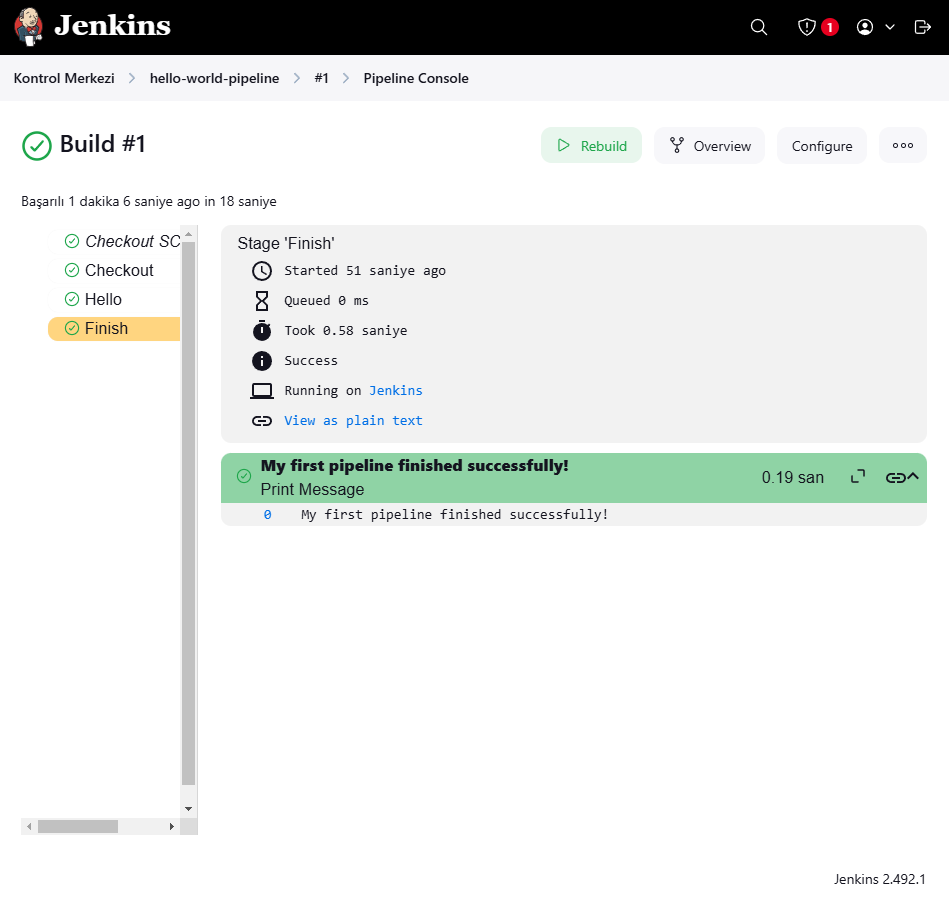 Jenkins
1
Kontrol Merkezi hello-world-pipeline #1 Pipeline Console
Build #1
Rebuild Overview Configure
Başarılı 1 dakika 6 saniye ago in 18 saniye
Checkout SC
Checkout
Hello
Finish
Stage 'Finish'
Started 51 saniye ago
Queued 0 ms
Took 0.58 saniye
Success
Running on Jenkins
View as plain text
My first pipeline finished successfully!
Print Message
0.19 san
0 My first pipeline finished successfully!
Jenkins 2.492.1